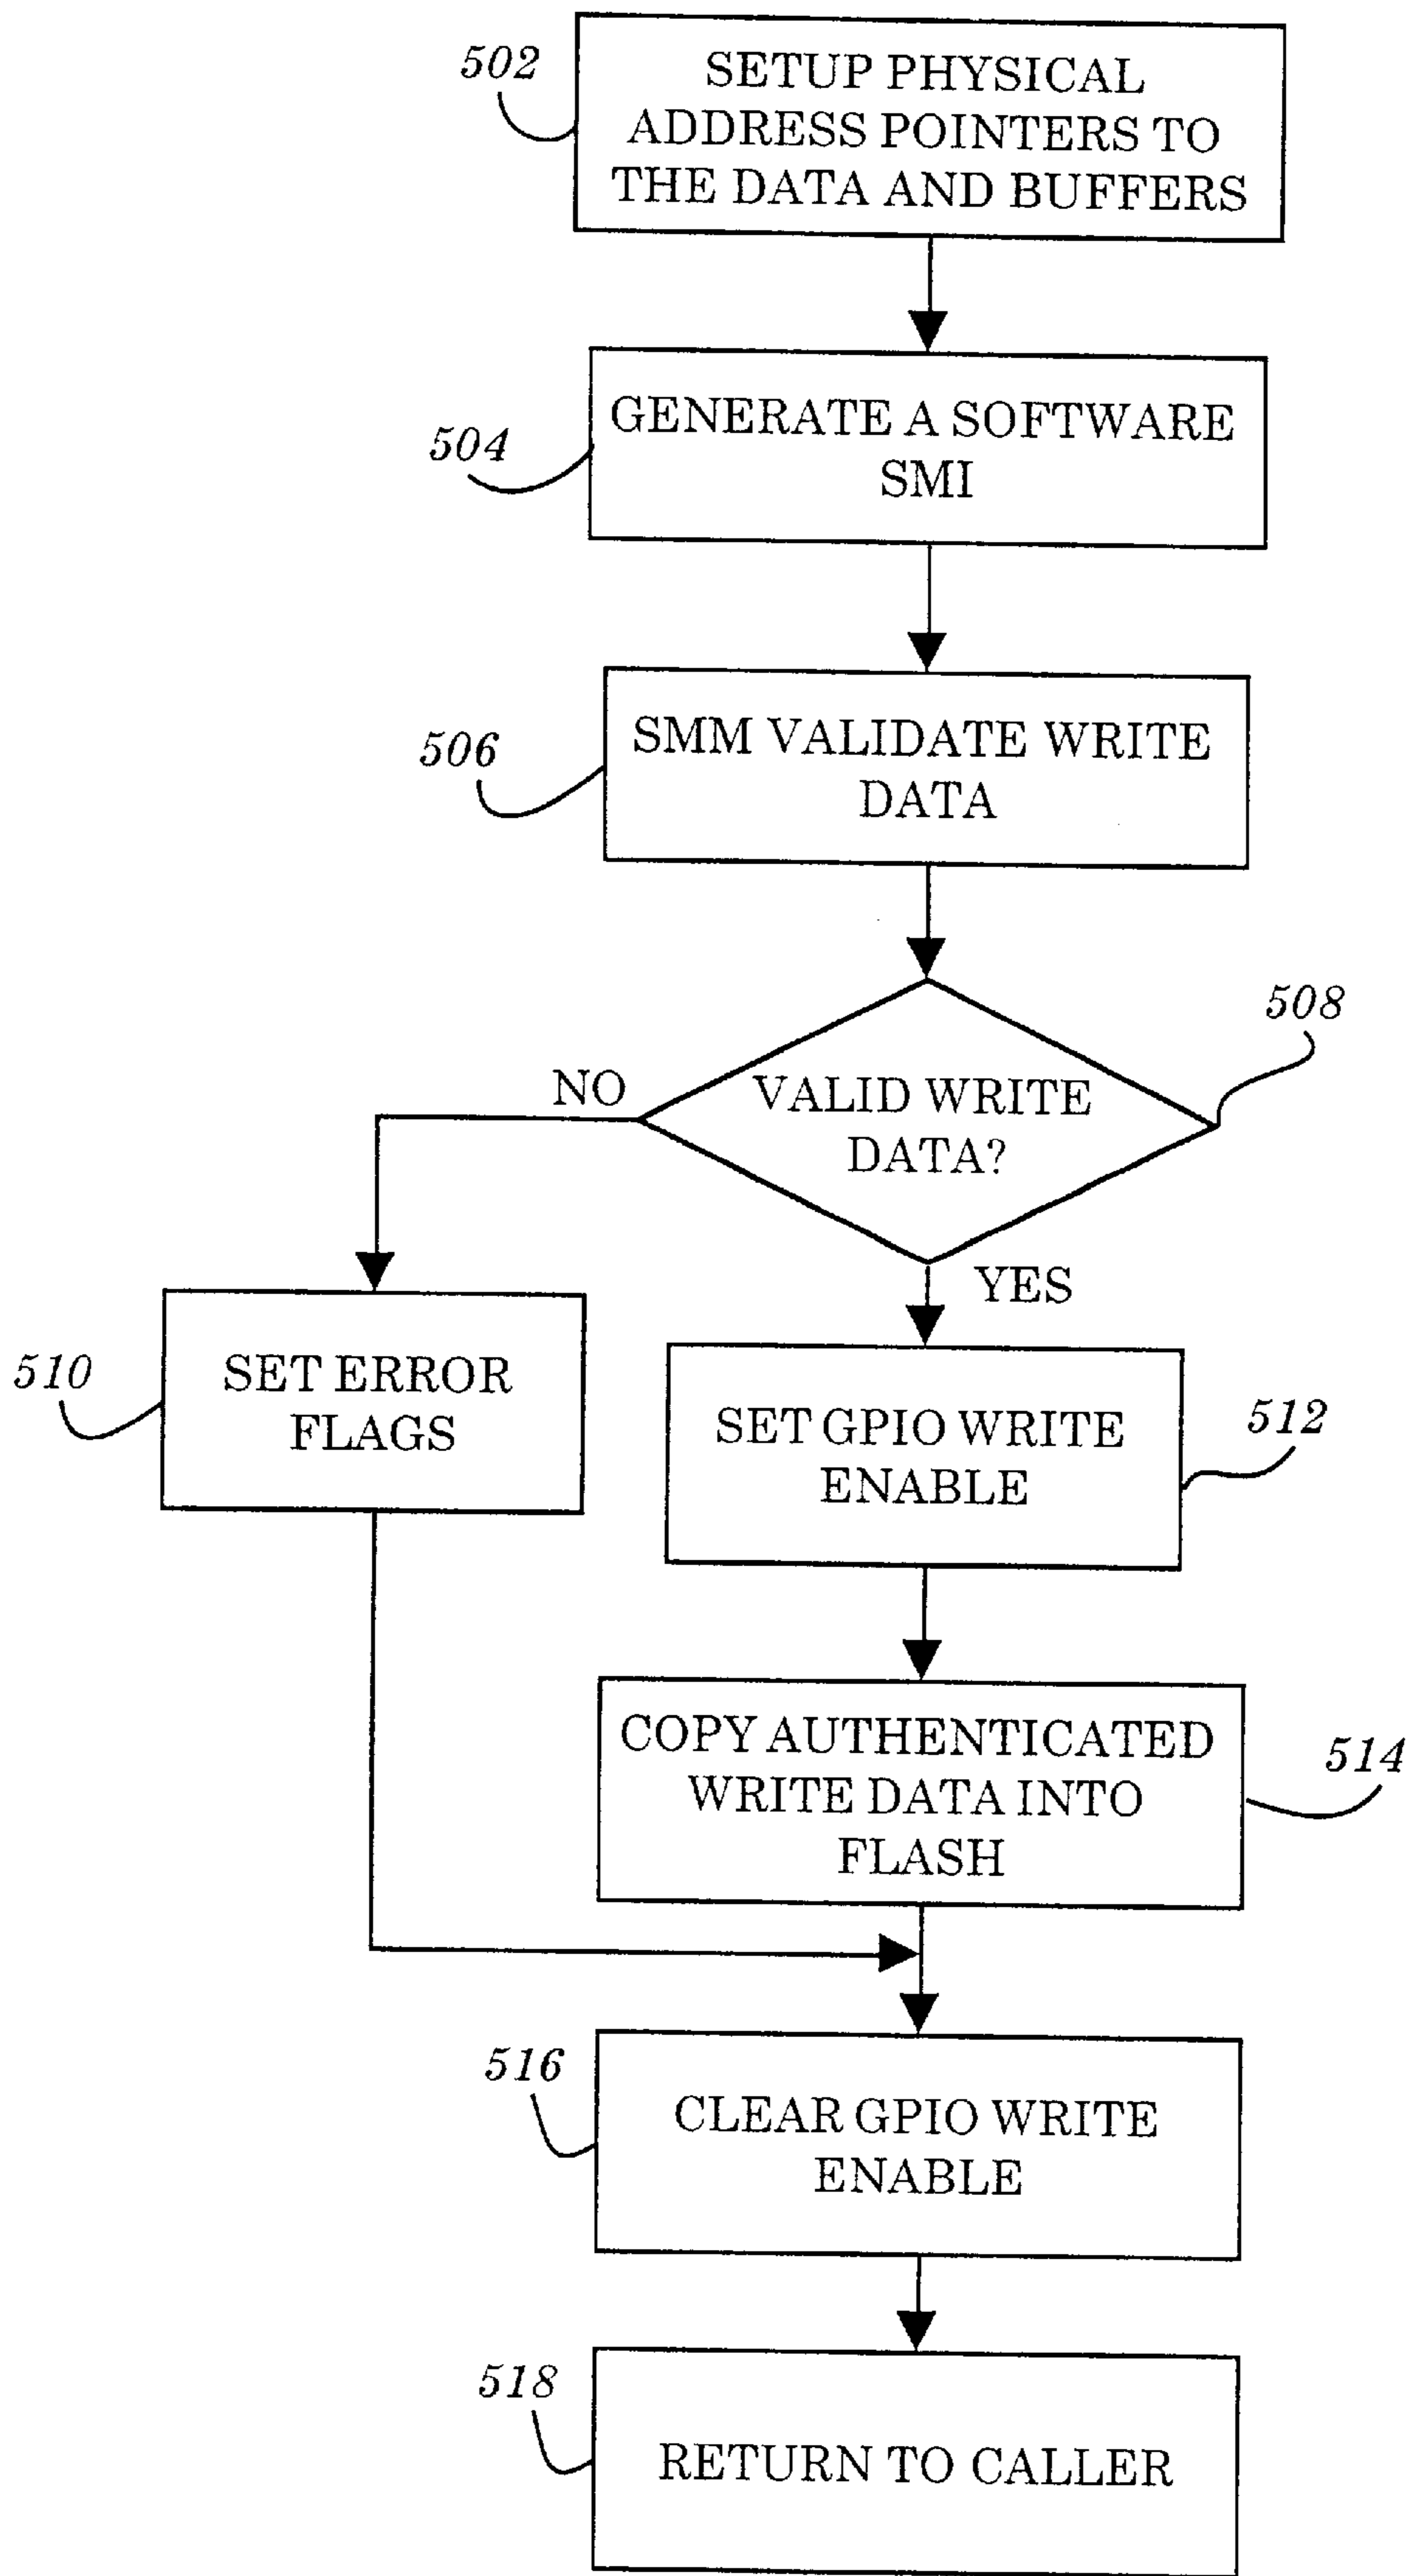 502
SETUP PHYSICAL
ADDRESS POINTERS TO
THE DATA AND BUFFERS
504
GENERATE A SOFTWARE
SMI
506
SMM VALIDATE WRITE
DATA
508
NO
VALID WRITE
DATA?
YES
510
SET ERROR
FLAGS
512
SET GPIO WRITE
ENABLE
514
COPY AUTHENTICATED
WRITE DATA INTO
FLASH
516
CLEAR GPIO WRITE
ENABLE
518
RETURN TO CALLER